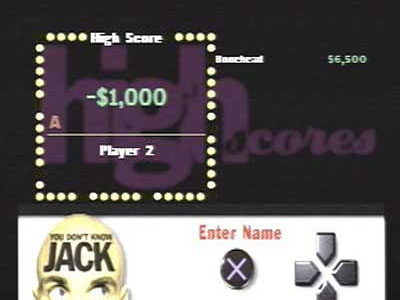 High Score
Bonehead $6,500
-$1,000
A
Player 2
high scores
YOU DON'T KNOW
JACK
Enter Name
X